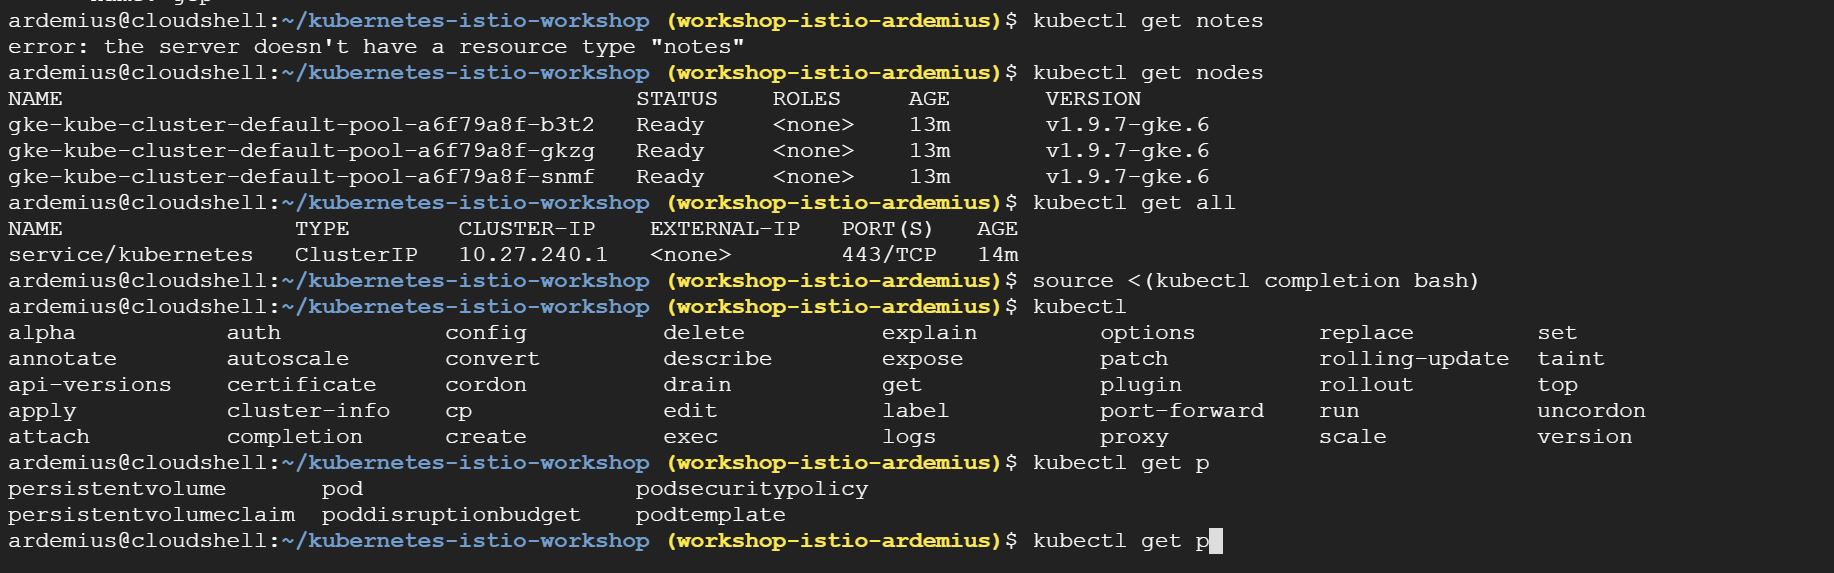 ardemius@cloudshell:~/kubernetes-istio-workshop (workshop-istio-ardemius)$ kubectl get notes
error: the server doesn't have a resource type "notes"
ardemius@cloudshell:~/kubernetes-istio-workshop (workshop-istio-ardemius)$ kubectl get nodes
NAME                                          STATUS    ROLES     AGE       VERSION
gke-kube-cluster-default-pool-a6f79a8f-b3t2   Ready     <none>    13m       v1.9.7-gke.6
gke-kube-cluster-default-pool-a6f79a8f-gkzg   Ready     <none>    13m       v1.9.7-gke.6
gke-kube-cluster-default-pool-a6f79a8f-snmf   Ready     <none>    13m       v1.9.7-gke.6
ardemius@cloudshell:~/kubernetes-istio-workshop (workshop-istio-ardemius)$ kubectl get all
NAME                 TYPE        CLUSTER-IP    EXTERNAL-IP   PORT(S)   AGE
service/kubernetes   ClusterIP   10.27.240.1   <none>        443/TCP   14m
ardemius@cloudshell:~/kubernetes-istio-workshop (workshop-istio-ardemius)$ source <(kubectl completion bash)
ardemius@cloudshell:~/kubernetes-istio-workshop (workshop-istio-ardemius)$ kubectl
alpha           auth            config          delete          explain         options         replace         set
annotate        autoscale       convert         describe        expose          patch           rolling-update  taint
api-versions    certificate     cordon          drain           get             plugin          rollout         top
apply           cluster-info    cp              edit            label           port-forward    run             uncordon
attach          completion      create          exec            logs            proxy           scale           version
ardemius@cloudshell:~/kubernetes-istio-workshop (workshop-istio-ardemius)$ kubectl get p
persistentvolume       pod                    podsecuritypolicy
persistentvolumeclaim  poddisruptionbudget    podtemplate
ardemius@cloudshell:~/kubernetes-istio-workshop (workshop-istio-ardemius)$ kubectl get p